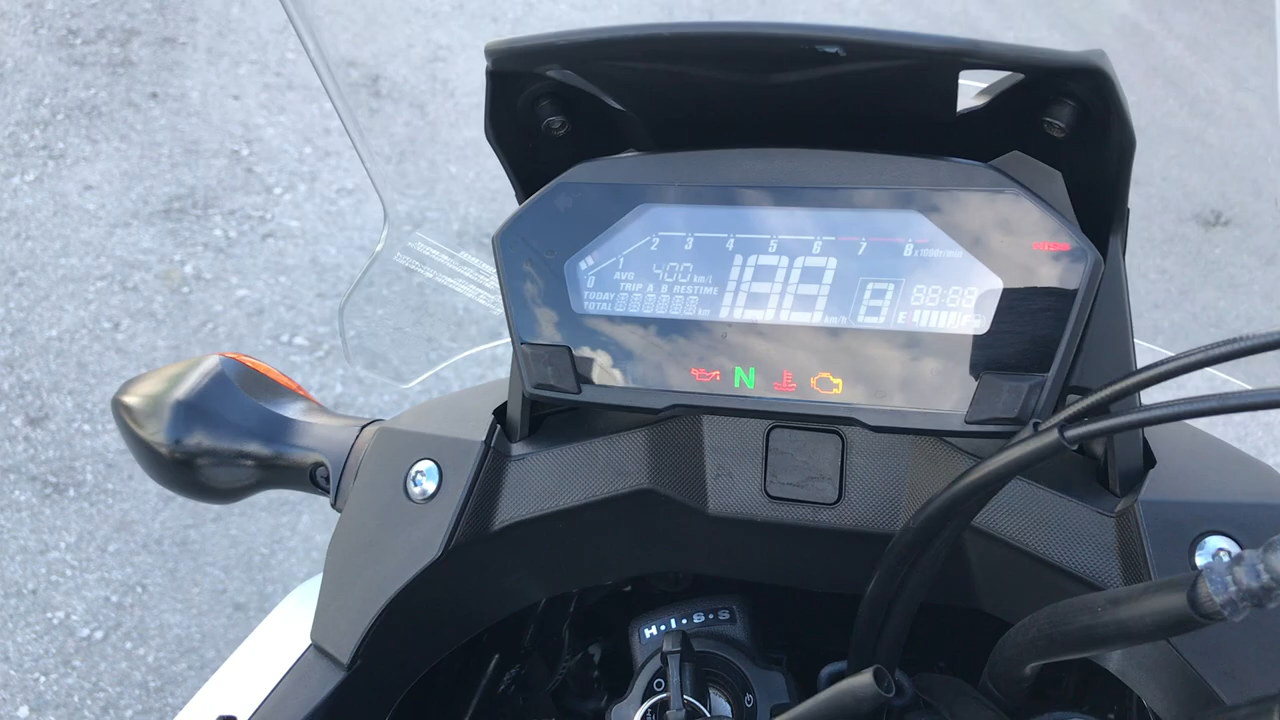 2 3 4 5 6 7 8 x1000r/min
0 1
HISS
AVG 400 km/l
TRIP A B RESTIME
TODAY 888888
TOTAL km
188 km/h
8
88:88
E F
N
H·I·S·S